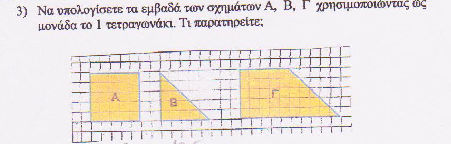 3) Να υπολογίσετε τα εμβαδά των σχημάτων Α, Β, Γ χρησιμοποιώντας ως
μονάδα το 1 τετραγωνάκι. Τι παρατηρείτε;
Α Β Γ